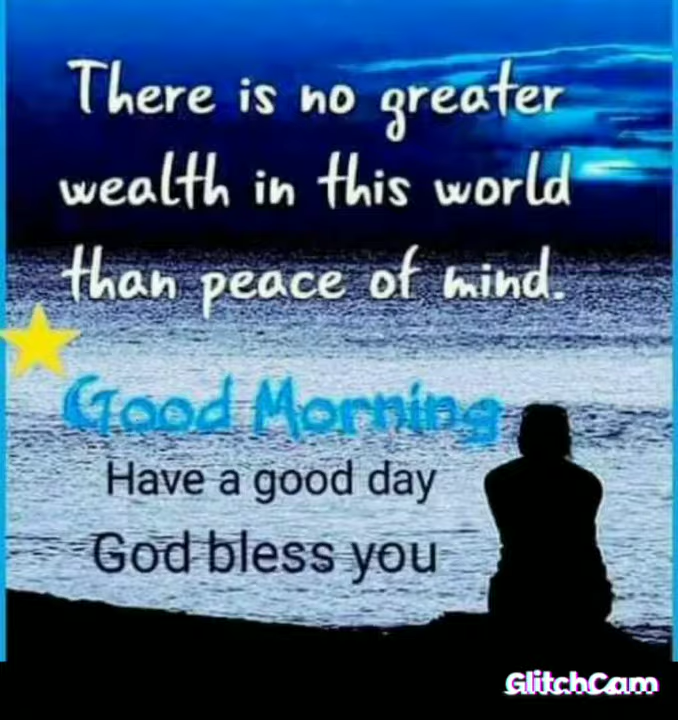 There is no greater
wealth in this world
than peace of mind.
Good Morning
Have a good day
God bless you
GlitchCam